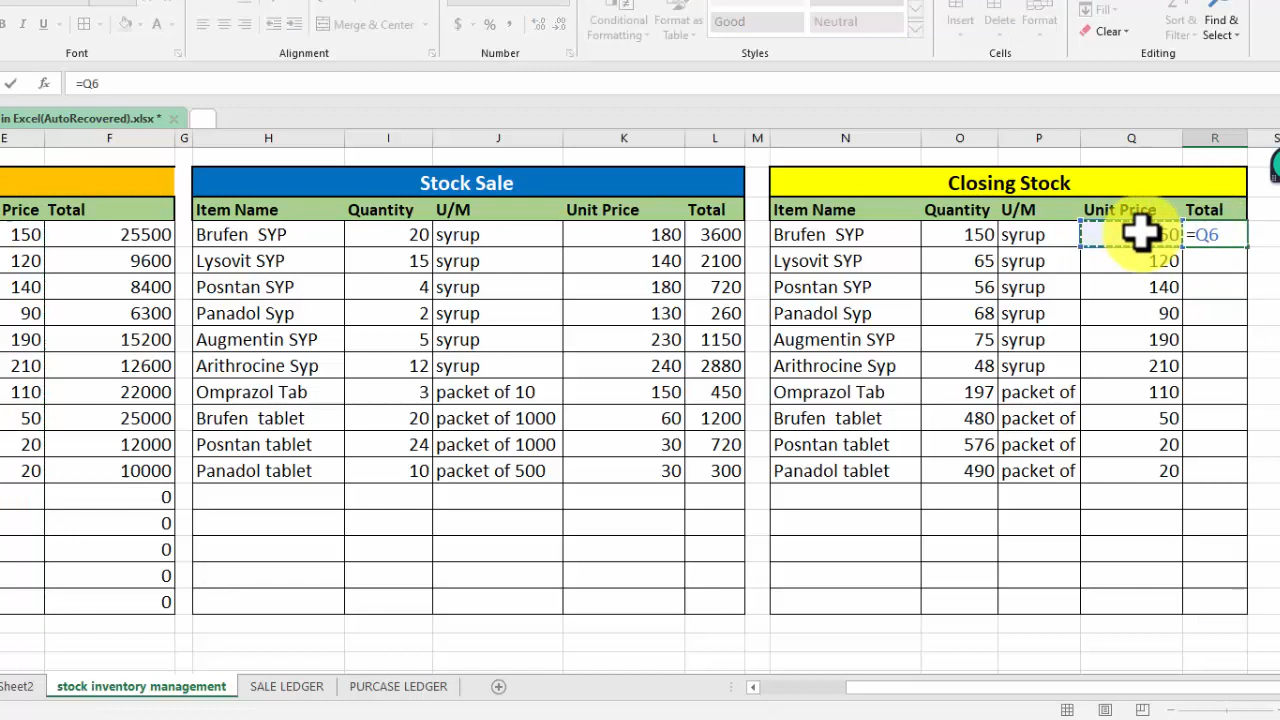 B I U A Merge & Center $ % Conditional Formatting Format as Table Good Neutral Insert Delete Format Fill Clear Sort & Filter Find & Select
Font Alignment Number Styles Cells Editing
fx =Q6
in Excel(AutoRecovered).xlsx *
E F G H I J K L M N O P Q R S
Stock Sale Closing Stock
Price Total Item Name Quantity U/M Unit Price Total Item Name Quantity U/M Unit Price Total
150 25500 Brufen SYP 20 syrup 180 3600 Brufen SYP 150 syrup =Q6
120 9600 Lysovit SYP 15 syrup 140 2100 Lysovit SYP 65 syrup 120
140 8400 Posntan SYP 4 syrup 180 720 Posntan SYP 56 syrup 140
90 6300 Panadol Syp 2 syrup 130 260 Panadol Syp 68 syrup 90
190 15200 Augmentin SYP 5 syrup 230 1150 Augmentin SYP 75 syrup 190
210 12600 Arithrocine Syp 12 syrup 240 2880 Arithrocine Syp 48 syrup 210
110 22000 Omprazol Tab 3 packet of 10 150 450 Omprazol Tab 197 packet of 110
50 25000 Brufen tablet 20 packet of 1000 60 1200 Brufen tablet 480 packet of 50
20 12000 Posntan tablet 24 packet of 1000 30 720 Posntan tablet 576 packet of 20
20 10000 Panadol tablet 10 packet of 500 30 300 Panadol tablet 490 packet of 20
0
0
0
0
0
Sheet2 stock inventory management SALE LEDGER PURCASE LEDGER